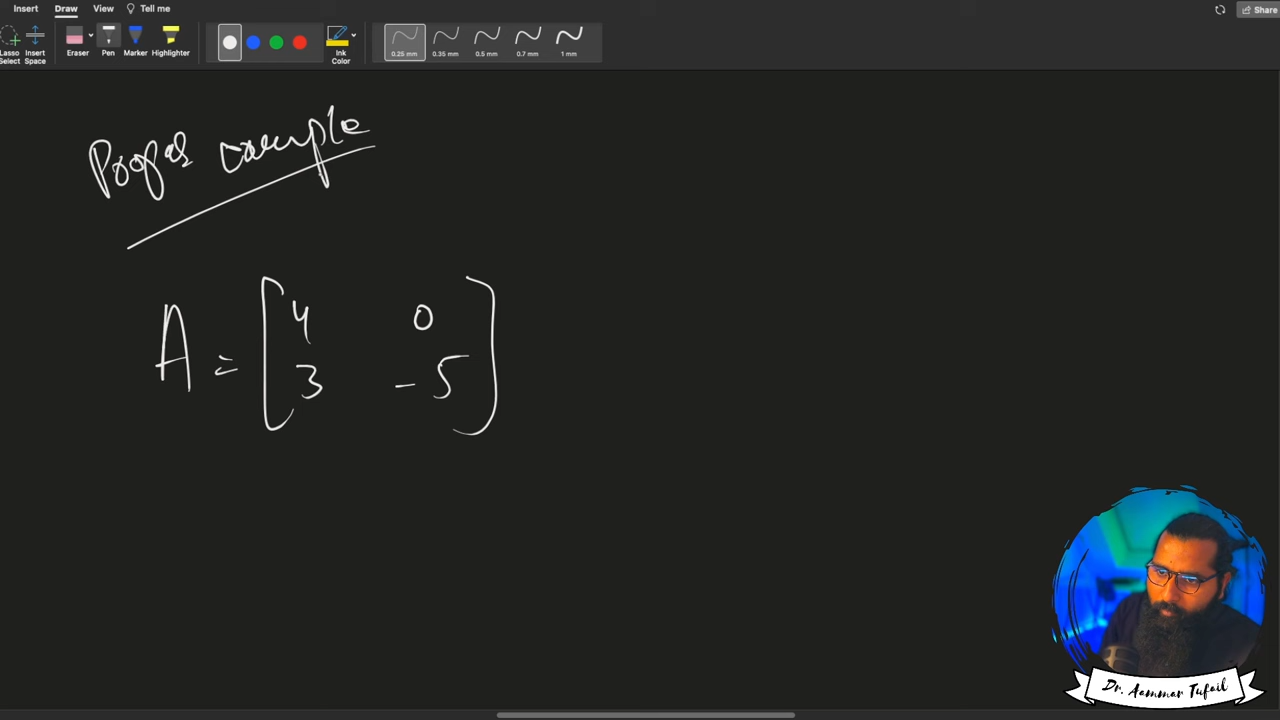 Insert Draw View Tell me Share
Lasso Select Insert Space Eraser Pen Marker Highlighter Ink Color 0.25 mm 0.35 mm 0.5 mm 0.7 mm 1 mm
example
A = [ 4 0
3 -5 ]
Dr. Aammar Tufail